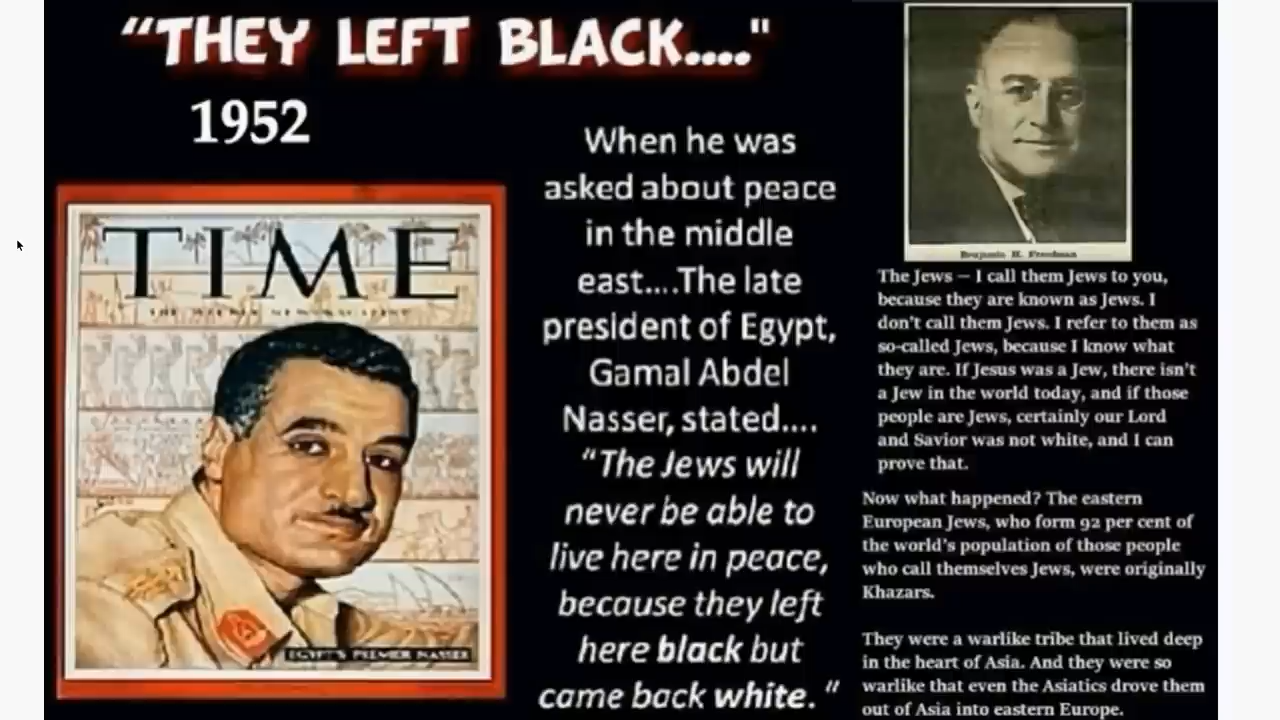 “THEY LEFT BLACK...."
1952
TIME
THE WEEKLY NEWSMAGAZINE
EGYPT'S PREMIER NASSER
When he was
asked about peace
in the middle
east....The late
president of Egypt,
Gamal Abdel
Nasser, stated....
“The Jews will
never be able to
live here in peace,
because they left
here black but
came back white. ”
Benjamin H. Freedman
The Jews — I call them Jews to you,
because they are known as Jews. I
don't call them Jews. I refer to them as
so-called Jews, because I know what
they are. If Jesus was a Jew, there isn't
a Jew in the world today, and if those
people are Jews, certainly our Lord
and Savior was not white, and I can
prove that.
Now what happened? The eastern
European Jews, who form 92 per cent of
the world's population of those people
who call themselves Jews, were originally
Khazars.
They were a warlike tribe that lived deep
in the heart of Asia. And they were so
warlike that even the Asiatics drove them
out of Asia into eastern Europe.